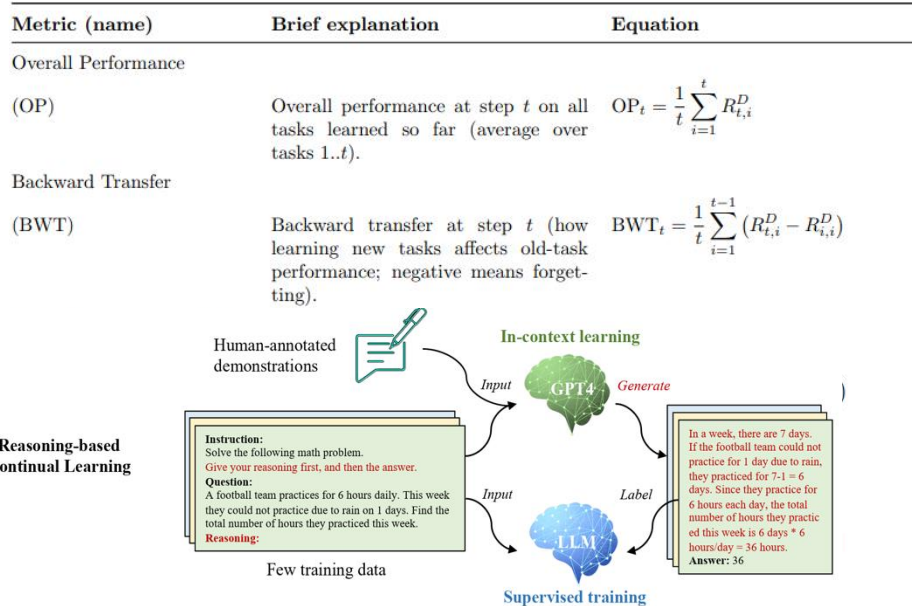 Metric (name) Brief explanation Equation
Overall Performance
(OP) Overall performance at step t on all tasks learned so far (average over tasks 1..t). OP_t = \frac{1}{t} \sum_{i=1}^{t} R^D_{t,i}
Backward Transfer
(BWT) Backward transfer at step t (how learning new tasks affects old-task performance; negative means forgetting). BWT_t = \frac{1}{t} \sum_{i=1}^{t-1} (R^D_{t,i} - R^D_{i,i})
Human-annotated
demonstrations
In-context learning
Input
GPT4
Generate
)
Reasoning-based
ontinual Learning
Instruction:
Solve the following math problem.
Give your reasoning first, and then the answer.
Question:
A football team practices for 6 hours daily. This week
they could not practice due to rain on 1 days. Find the
total number of hours they practiced this week.
Reasoning:
Few training data
Input
LLM
Label
Supervised training
In a week, there are 7 days.
If the football team could not
practice for 1 day due to rain,
they practiced for 7-1 = 6
days. Since they practice for
6 hours each day, the total
number of hours they practic
ed this week is 6 days * 6
hours/day = 36 hours.
Answer: 36